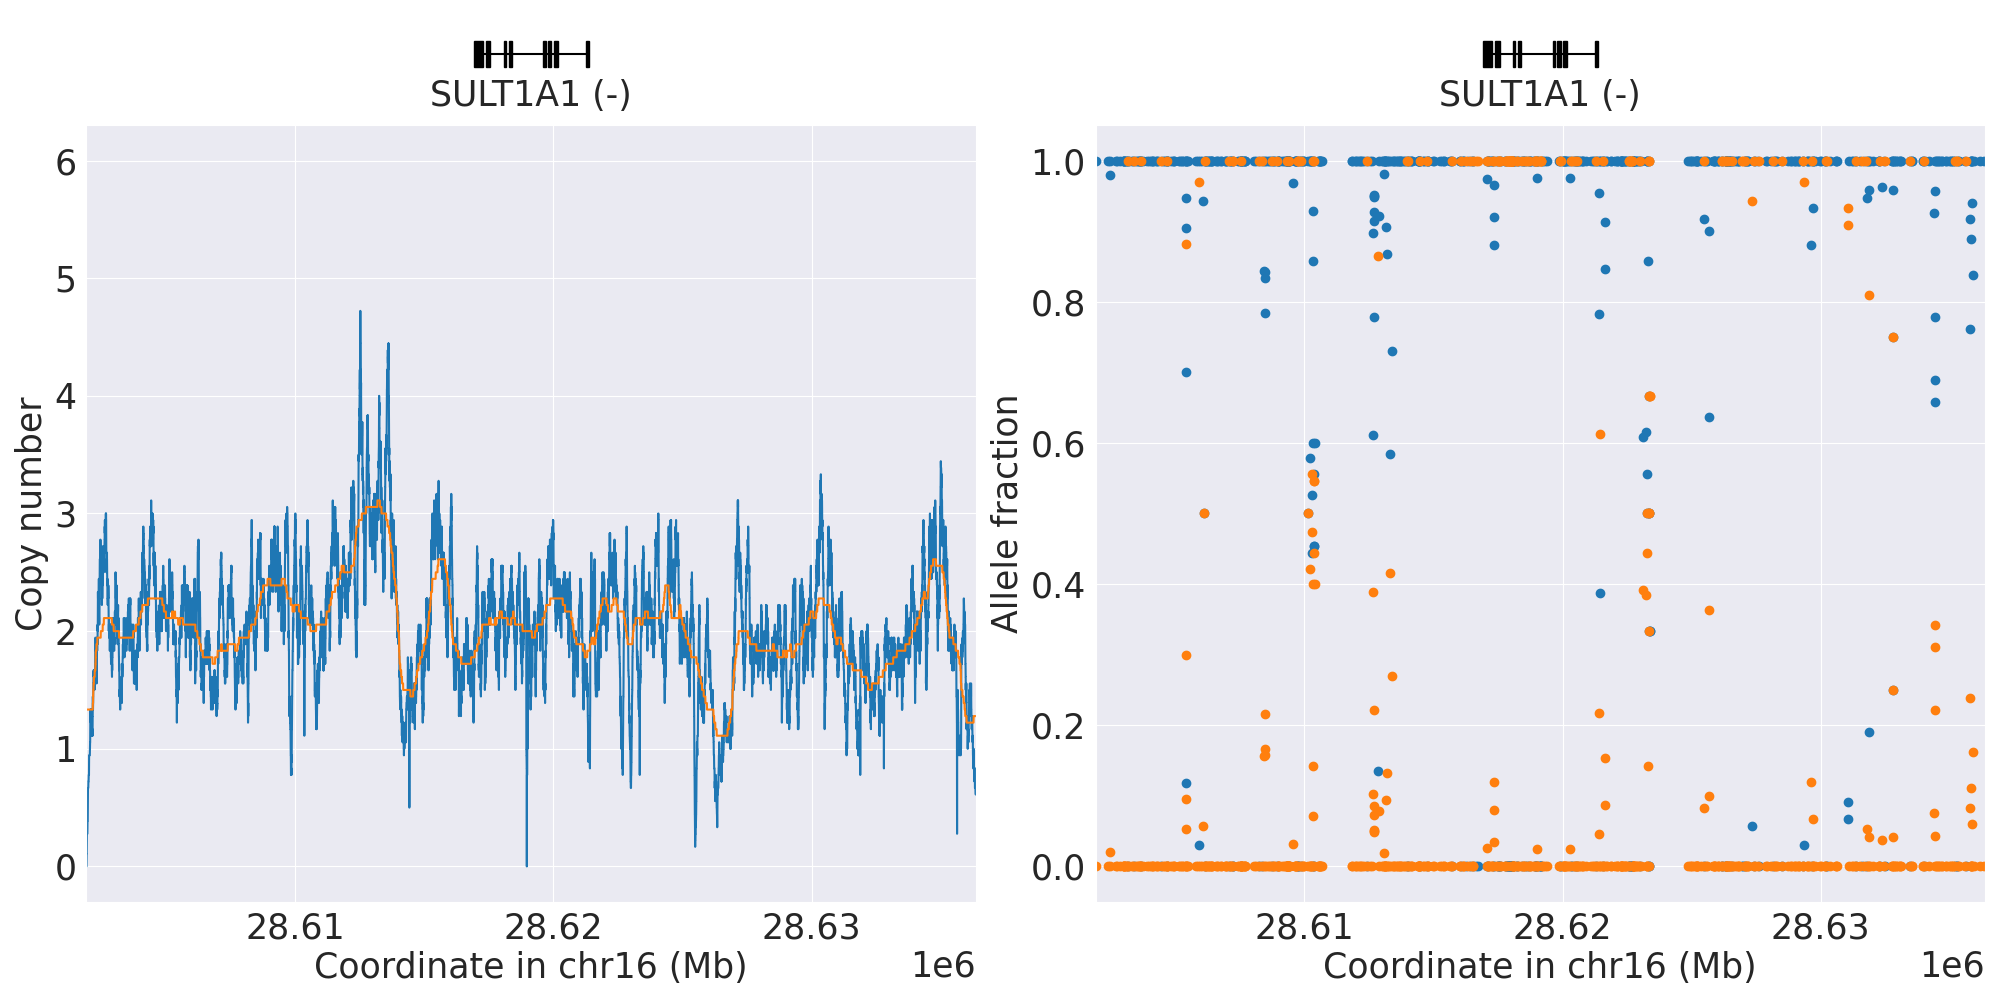 SULT1A1 (-)
6
5
4
3
2
1
0
Copy number
28.61
28.62
28.63
Coordinate in chr16 (Mb)
1e6
SULT1A1 (-)
1.0
0.8
0.6
0.4
0.2
0.0
Allele fraction
28.61
28.62
28.63
Coordinate in chr16 (Mb)
1e6